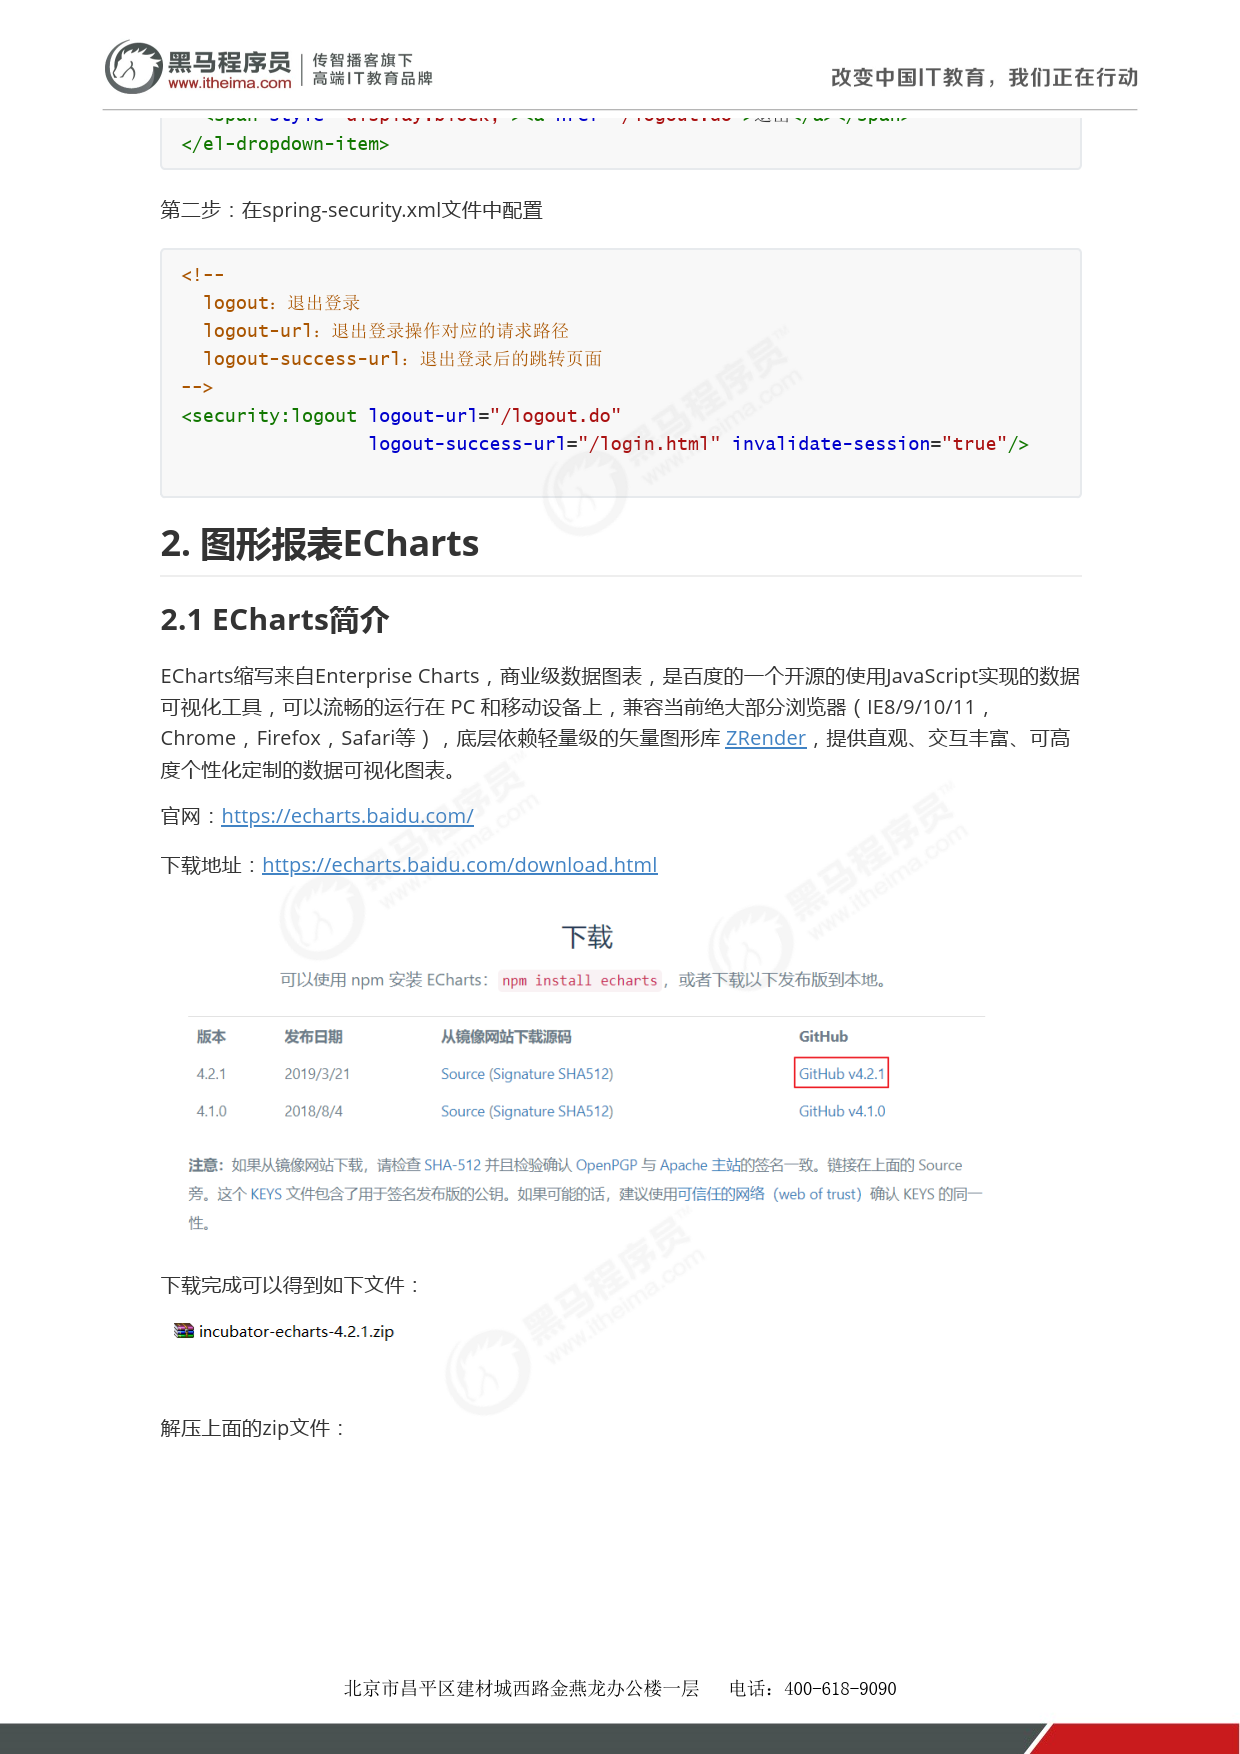 黑马程序员
www.itheima.com
传智播客旗下
高端IT教育品牌
改变中国IT教育，我们正在行动
<span style="display:block;"><a href="/logout.do">退出</a></span>
</el-dropdown-item>
第二步：在spring-security.xml文件中配置
<!--
logout：退出登录
logout-url：退出登录操作对应的请求路径
logout-success-url：退出登录后的跳转页面
-->
<security:logout logout-url="/logout.do"
logout-success-url="/login.html" invalidate-session="true"/>
2. 图形报表ECharts
2.1 ECharts简介
ECharts缩写来自Enterprise Charts，商业级数据图表，是百度的一个开源的使用JavaScript实现的数据
可视化工具，可以流畅的运行在 PC 和移动设备上，兼容当前绝大部分浏览器（IE8/9/10/11，
Chrome，Firefox，Safari等），底层依赖轻量级的矢量图形库 ZRender，提供直观、交互丰富、可高
度个性化定制的数据可视化图表。
官网：https://echarts.baidu.com/
下载地址：https://echarts.baidu.com/download.html
下载
可以使用 npm 安装 ECharts：npm install echarts，或者下载以下发布版到本地。
版本 发布日期 从镜像网站下载源码 GitHub
4.2.1 2019/3/21 Source (Signature SHA512) GitHub v4.2.1
4.1.0 2018/8/4 Source (Signature SHA512) GitHub v4.1.0
注意：如果从镜像网站下载，请检查 SHA-512 并且检验确认 OpenPGP 与 Apache 主站的签名一致。链接在上面的 Source
旁。这个 KEYS 文件包含了用于签名发布版的公钥。如果可能的话，建议使用可信任的网络（web of trust）确认 KEYS 的同一
性。
下载完成可以得到如下文件：
incubator-echarts-4.2.1.zip
解压上面的zip文件：
北京市昌平区建材城西路金燕龙办公楼一层 电话：400-618-9090